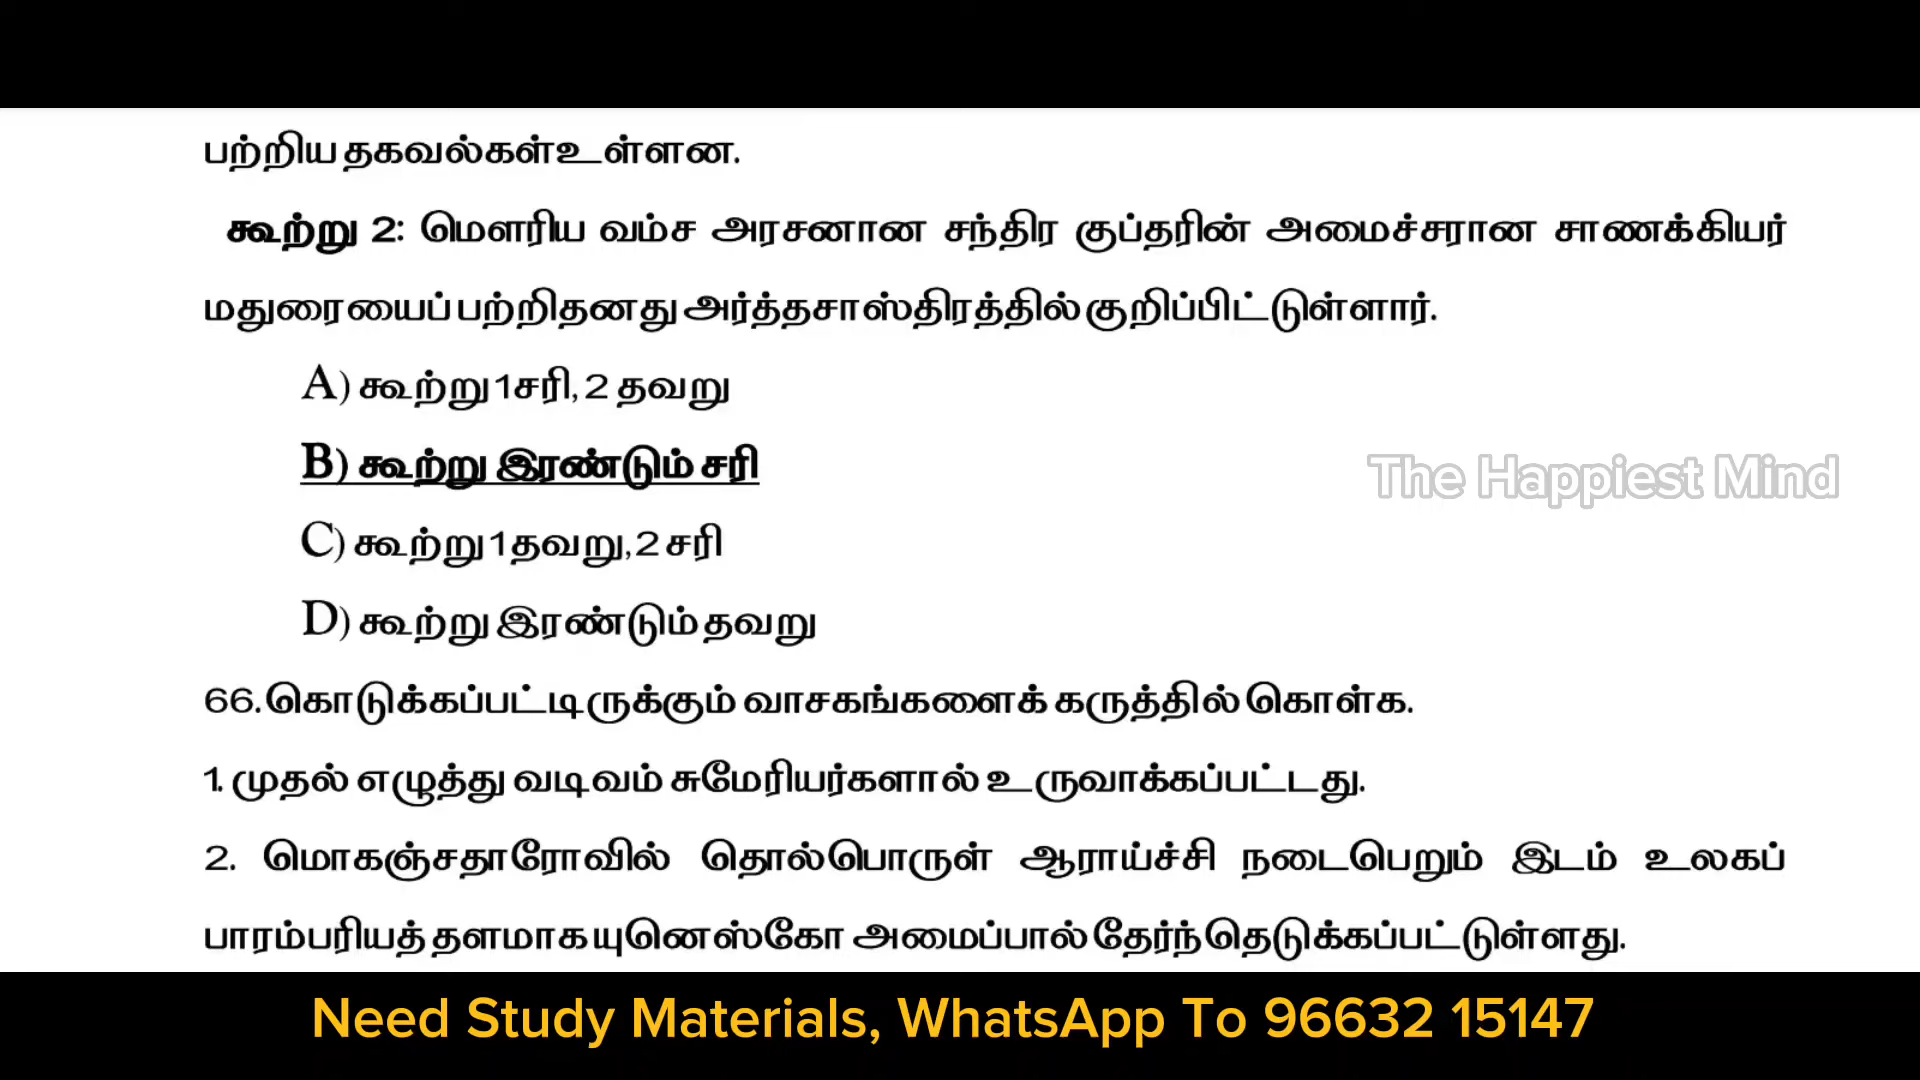 பற்றிய தகவல்கள் உள்ளன.
கூற்று 2: மௌரிய வம்ச அரசனான சந்திர குப்தரின் அமைச்சரான சாணக்கியர்
மதுரையைப் பற்றி தனது அர்த்தசாஸ்திரத்தில் குறிப்பிட்டுள்ளார்.
A) கூற்று 1 சரி, 2 தவறு
B) கூற்று இரண்டும் சரி
The Happiest Mind
C) கூற்று 1 தவறு, 2 சரி
D) கூற்று இரண்டும் தவறு
66. கொடுக்கப்பட்டிருக்கும் வாசகங்களைக் கருத்தில் கொள்க.
1. முதல் எழுத்து வடிவம் சுமேரியர்களால் உருவாக்கப்பட்டது.
2. மொகஞ்சதாரோவில் தொல்பொருள் ஆராய்ச்சி நடைபெறும் இடம் உலகப்
பாரம்பரியத் தளமாக யுனெஸ்கோ அமைப்பால் தேர்ந்தெடுக்கப்பட்டுள்ளது.
Need Study Materials, WhatsApp To 96632 15147